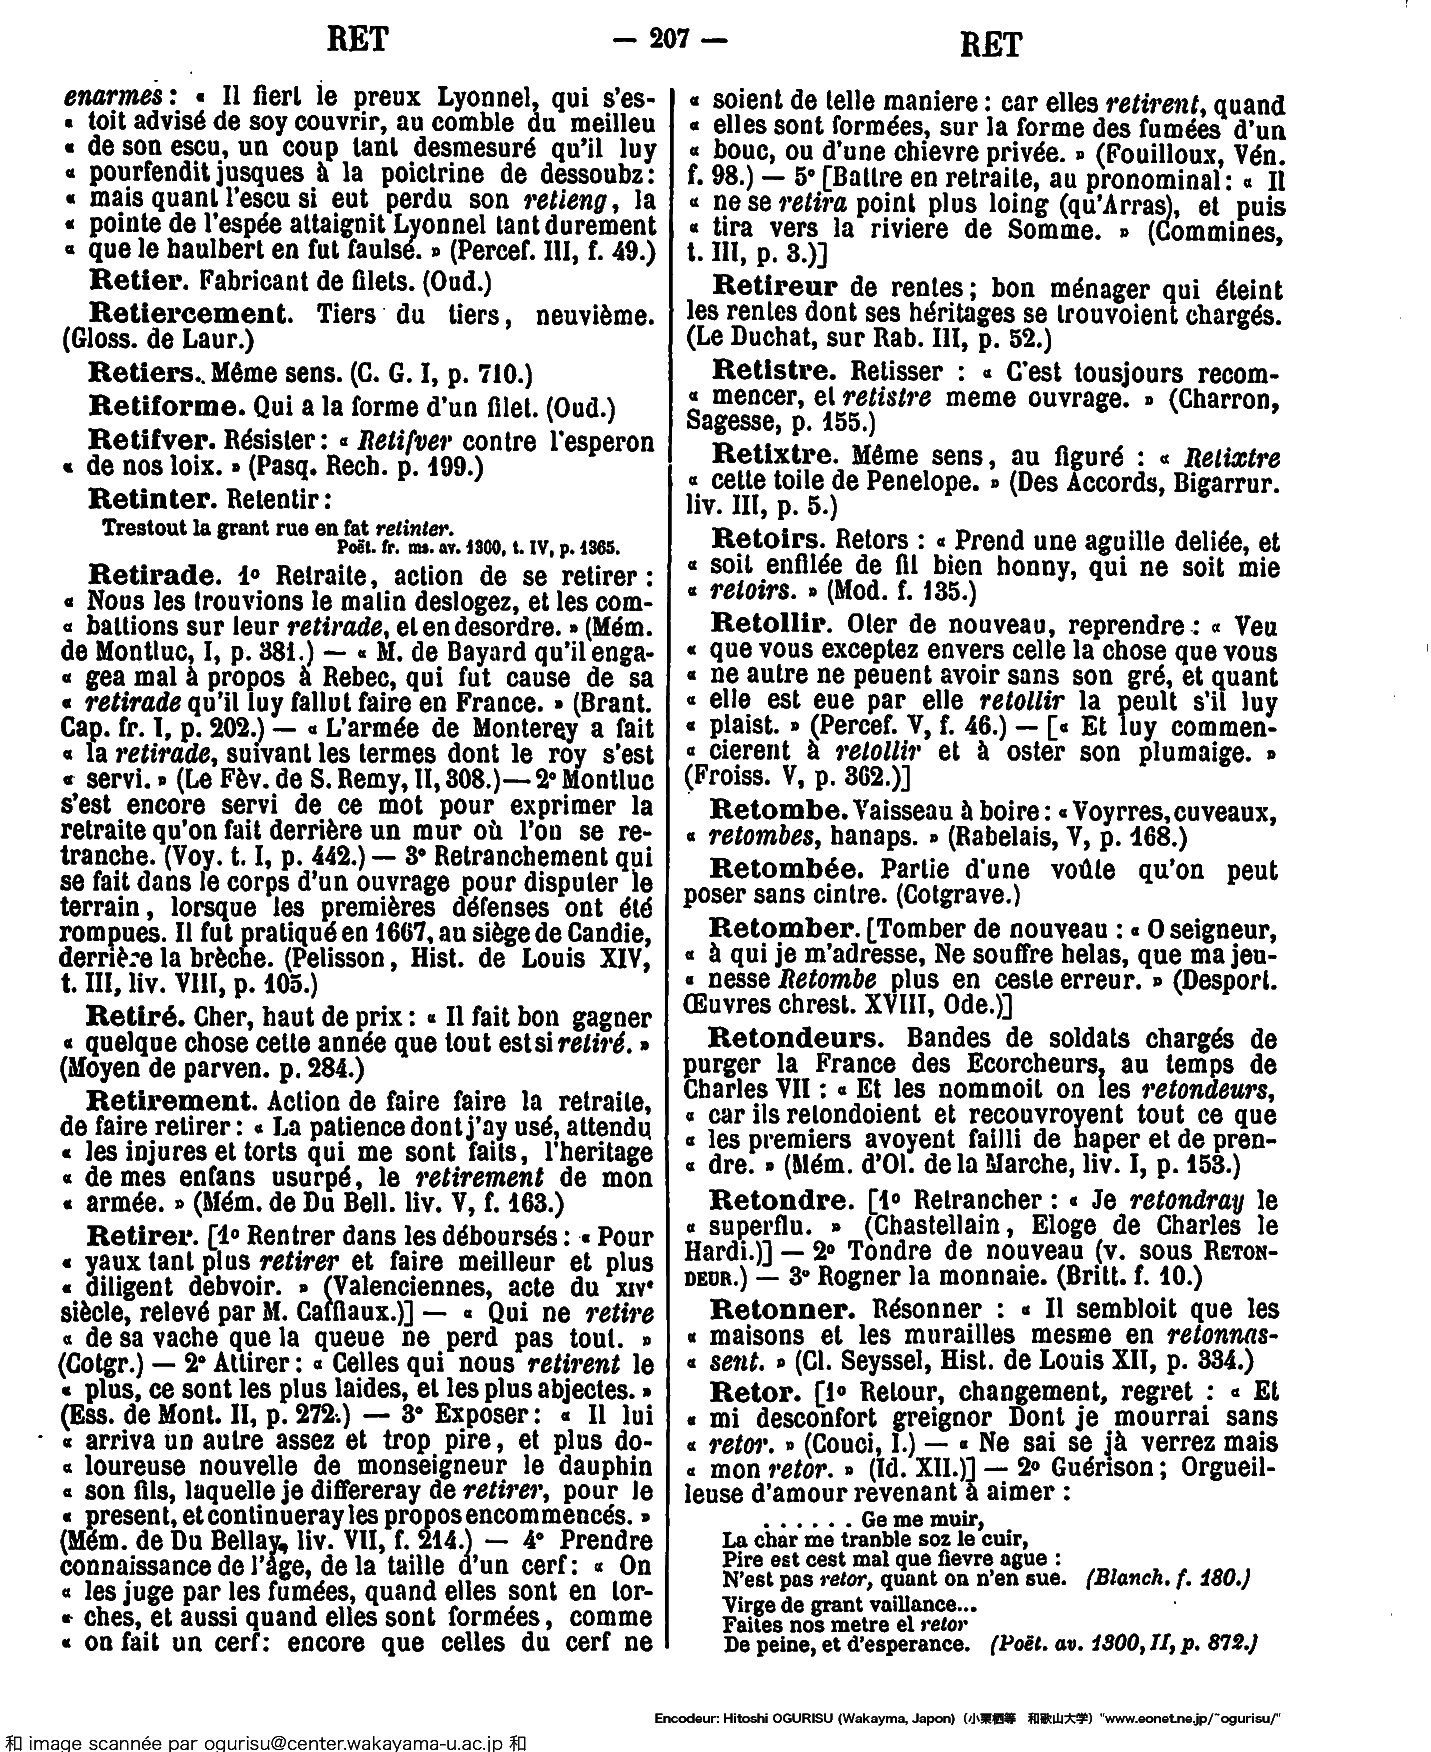 RET — 207 — RET
enarmes : « Il fiert le preux Lyonnel, qui s'es-
« toit advisé de soy couvrir, au comble du meilleu
« de son escu, un coup tant desmesuré qu'il luy
« pourfendit jusques à la poictrine de dessoubz :
« mais quant l'escu si eut perdu son retieng, la
« pointe de l'espée attaignit Lyonnel tant durement
« que le haulbert en fut faulsé. » (Percef. III, f. 49.)
Retier. Fabricant de filets. (Oud.)
Retiercement. Tiers du tiers, neuvième.
(Gloss. de Laur.)
Retiers. Même sens. (C. G. I, p. 710.)
Retiforme. Qui a la forme d'un filet. (Oud.)
Retifver. Résister : « Retifver contre l'esperon
« de nos loix. » (Pasq. Rech. p. 199.)
Retinter. Retentir :
Trestout la grant rue en fat retinter.
Poët. fr. ms. av. 1300, t. IV, p. 1365.
Retirade. 1º Retraite, action de se retirer :
« Nous les trouvions le matin deslogez, et les com-
« battions sur leur retirade, et en desordre. » (Mém.
de Montluc, I, p. 381.) — « M. de Bayard qu'il enga-
« gea mal à propos à Rebec, qui fut cause de sa
« retirade qu'il luy fallut faire en France. » (Brant.
Cap. fr. I, p. 202.) — « L'armée de Monterey a fait
« la retirade, suivant les termes dont le roy s'est
« servi. » (Le Fèv. de S. Remy, II, 308.) — 2º Montluc
s'est encore servi de ce mot pour exprimer la
retraite qu'on fait derrière un mur où l'on se re-
tranche. (Voy. t. I, p. 442.) — 3º Retranchement qui
se fait dans le corps d'un ouvrage pour disputer le
terrain, lorsque les premières défenses ont été
rompues. Il fut pratiqué en 1667, au siège de Candie,
derrière la brèche. (Pelisson, Hist. de Louis XIV,
t. III, liv. VIII, p. 105.)
Retiré. Cher, haut de prix : « Il fait bon gagner
« quelque chose cette année que tout est si retiré. »
(Moyen de parven. p. 284.)
Retirement. Action de faire faire la retraite,
de faire retirer : « La patience dont j'ay usé, attendu
« les injures et torts qui me sont faits, l'heritage
« de mes enfans usurpé, le retirement de mon
« armée. » (Mém. de Du Bell. liv. V, f. 163.)
Retirer. [1º Rentrer dans les déboursés : « Pour
« yaux tant plus retirer et faire meilleur et plus
« diligent debvoir. » (Valenciennes, acte du XIVe
siècle, relevé par M. Caffiaux.)] — « Qui ne retire
« de sa vache que la queue ne perd pas tout. »
(Cotgr.) — 2º Attirer : « Celles qui nous retirent le
« plus, ce sont les plus laides, et les plus abjectes. »
(Ess. de Mont. II, p. 272.) — 3º Exposer : « Il lui
« arriva un autre assez et trop pire, et plus do-
« loureuse nouvelle de monseigneur le dauphin
« son fils, laquelle je differeray de retirer, pour le
« present, et continueray les propos encommencés. »
(Mém. de Du Bellay, liv. VII, f. 214.) — 4º Prendre
connaissance de l'âge, de la taille d'un cerf : « On
« les juge par les fumées, quand elles sont en tor-
« ches, et aussi quand elles sont formées, comme
« on fait un cerf : encore que celles du cerf ne
« soient de telle maniere : car elles retirent, quand
« elles sont formées, sur la forme des fumées d'un
« bouc, ou d'une chievre privée. » (Fouilloux, Vén.
f. 98.) — 5º [Battre en retraite, au pronominal : « Il
« ne se retira point plus loing (qu'Arras), et puis
« tira vers la riviere de Somme. » (Commines,
t. III, p. 3.)]
Retireur de rentes ; bon ménager qui éteint
les rentes dont ses héritages se trouvoient chargés.
(Le Duchat, sur Rab. III, p. 52.)
Retistre. Retisser : « C'est tousjours recom-
« mencer, et retistre meme ouvrage. » (Charron,
Sagesse, p. 155.)
Retixtre. Même sens, au figuré : « Retixtre
« cette toile de Penelope. » (Des Accords, Bigarrur.
liv. III, p. 5.)
Retoirs. Retors : « Prend une aguille deliée, et
« soit enfilée de fil bien honny, qui ne soit mie
« retoirs. » (Mod. f. 135.)
Retollir. Oter de nouveau, reprendre : « Veu
« que vous exceptez envers celle la chose que vous
« ne autre ne peuent avoir sans son gré, et quant
« elle est eue par elle retollir la peult s'il luy
« plaist. » (Percef. V, f. 46.) — [« Et luy commen-
« cierent à retollir et à oster son plumaige. »
(Froiss. V, p. 362.)]
Retombe. Vaisseau à boire : « Voyrres, cuveaux,
« retombes, hanaps. » (Rabelais, V, p. 168.)
Retombée. Partie d'une voûte qu'on peut
poser sans cintre. (Cotgrave.)
Retomber. [Tomber de nouveau : « O seigneur,
« à qui je m'adresse, Ne souffre helas, que ma jeu-
« nesse Retombe plus en ceste erreur. » (Desport.
Œuvres chrest. XVIII, Ode.)]
Retondeurs. Bandes de soldats chargés de
purger la France des Ecorcheurs, au temps de
Charles VII : « Et les nommoit on les retondeurs,
« car ils retondoient et recouvroyent tout ce que
« les premiers avoyent failli de haper et de pren-
« dre. » (Mém. d'Ol. de la Marche, liv. I, p. 153.)
Retondre. [1º Retrancher : « Je retondray le
« superflu. » (Chastellain, Eloge de Charles le
Hardi.)] — 2º Tondre de nouveau (v. sous RETON-
DEUR.) — 3º Rogner la monnaie. (Britt. f. 10.)
Retonner. Résonner : « Il sembloit que les
« maisons et les murailles mesme en retonnas-
« sent. » (Cl. Seyssel, Hist. de Louis XII, p. 334.)
Retor. [1º Retour, changement, regret : « Et
« mi desconfort greignor Dont je mourrai sans
« retor. » (Couci, I.) — « Ne sai se jà verrez mais
« mon retor. » (Id. XII.)] — 2º Guérison ; Orgueil-
leuse d'amour revenant à aimer :
. . . . . . Ge me muir,
La char me tranble soz le cuir,
Pire est cest mal que fievre ague :
N'est pas retor, quant on n'en sue. (Blanch. f. 180.)
Virge de grant vaillance...
Faites nos metre el retor
De peine, et d'esperance. (Poët. av. 1300, II, p. 872.)
Encodeur: Hitoshi OGURISU (Wakayma, Japon) (小栗栖等 和歌山大学) "www.eonet.ne.jp/~ogurisu/"
和 image scannée par ogurisu@center.wakayama-u.ac.jp 和